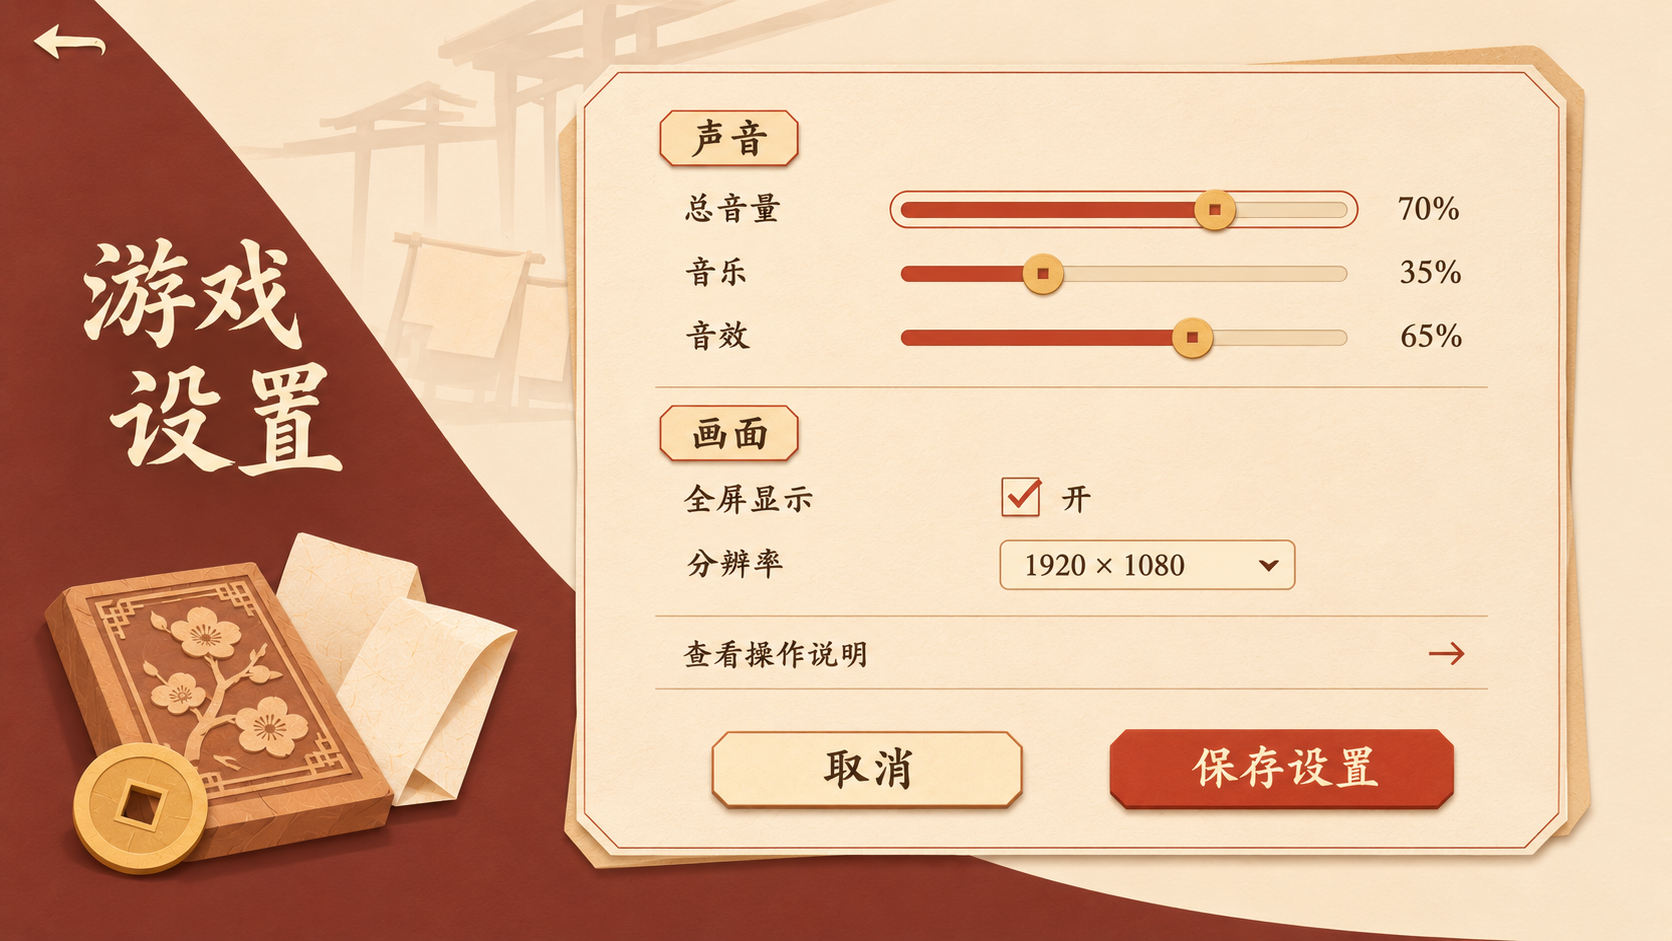 游戏
设置
声音
总音量 70%
音乐 35%
音效 65%
画面
全屏显示 开
分辨率 1920 × 1080
查看操作说明
取消 保存设置